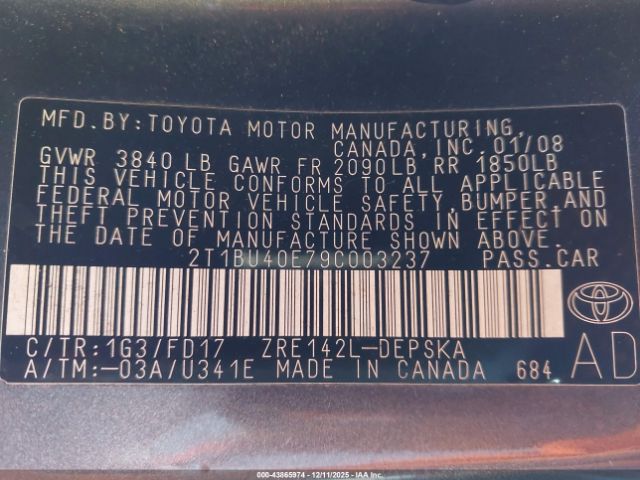 MFD.BY:TOYOTA MOTOR MANUFACTURING,
CANADA,INC.01/08
GVWR 3840 LB GAWR FR 2090LB,RR 1850LB
THIS VEHICLE CONFORMS TO ALL APPLICABLE
FEDERAL MOTOR VEHICLE SAFETY,BUMPER,AND
THEFT PREVENTION STANDARDS IN EFFECT ON
THE DATE OF MANUFACTURE SHOWN ABOVE.
2T1BU40E79C003237 PASS.CAR
C/TR:1G3/FD17 ZRE142L-DEPSKA AD
A/TM:-03A/U341E MADE IN CANADA 684
000-43865974 - 12/11/2025 - IAA Inc.